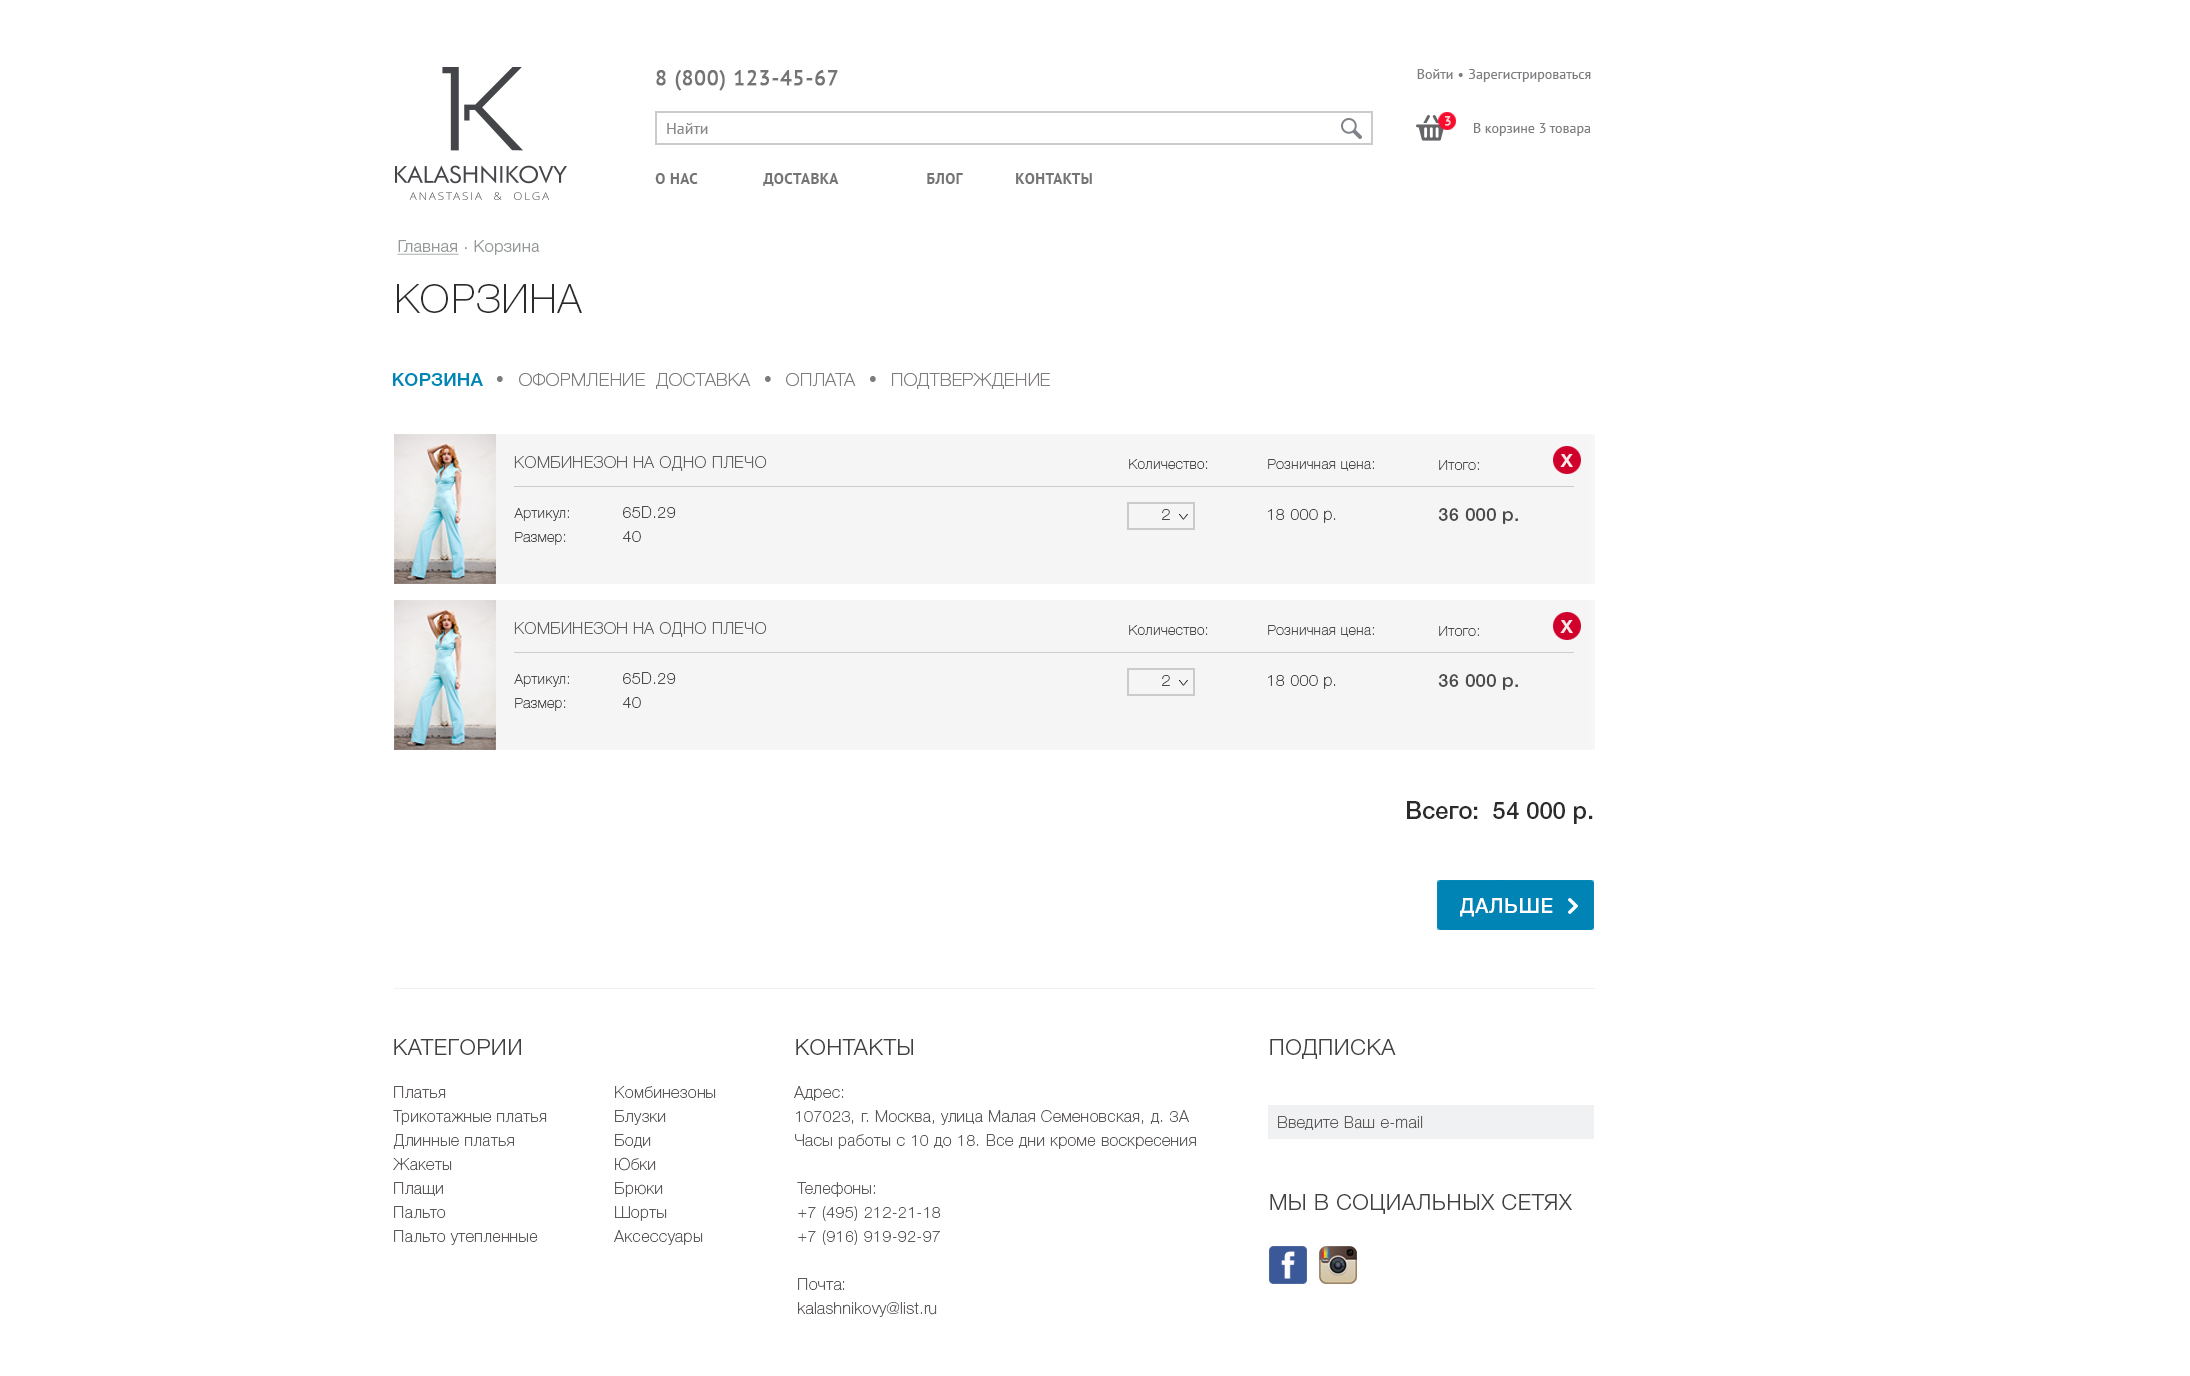 8 (800) 123-45-67
Войти • Зарегистрироваться
Найти
3
В корзине 3 товара
KALASHNIKOVY
ANASTASIA & OLGA
О НАС ДОСТАВКА БЛОГ КОНТАКТЫ
Главная · Корзина
КОРЗИНА
КОРЗИНА • ОФОРМЛЕНИЕ ДОСТАВКА • ОПЛАТА • ПОДТВЕРЖДЕНИЕ
КОМБИНЕЗОН НА ОДНО ПЛЕЧО Количество: Розничная цена: Итого: X
Артикул: 65D.29 2 18 000 р. 36 000 р.
Размер: 40
КОМБИНЕЗОН НА ОДНО ПЛЕЧО Количество: Розничная цена: Итого: X
Артикул: 65D.29 2 18 000 р. 36 000 р.
Размер: 40
Всего: 54 000 р.
ДАЛЬШЕ
КАТЕГОРИИ
Платья
Трикотажные платья
Длинные платья
Жакеты
Плащи
Пальто
Пальто утепленные
Комбинезоны
Блузки
Боди
Юбки
Брюки
Шорты
Аксессуары
КОНТАКТЫ
Адрес:
107023, г. Москва, улица Малая Семеновская, д. 3А
Часы работы с 10 до 18. Все дни кроме воскресения
Телефоны:
+7 (495) 212-21-18
+7 (916) 919-92-97
Почта:
kalashnikovy@list.ru
ПОДПИСКА
Введите Ваш e-mail
МЫ В СОЦИАЛЬНЫХ СЕТЯХ
f